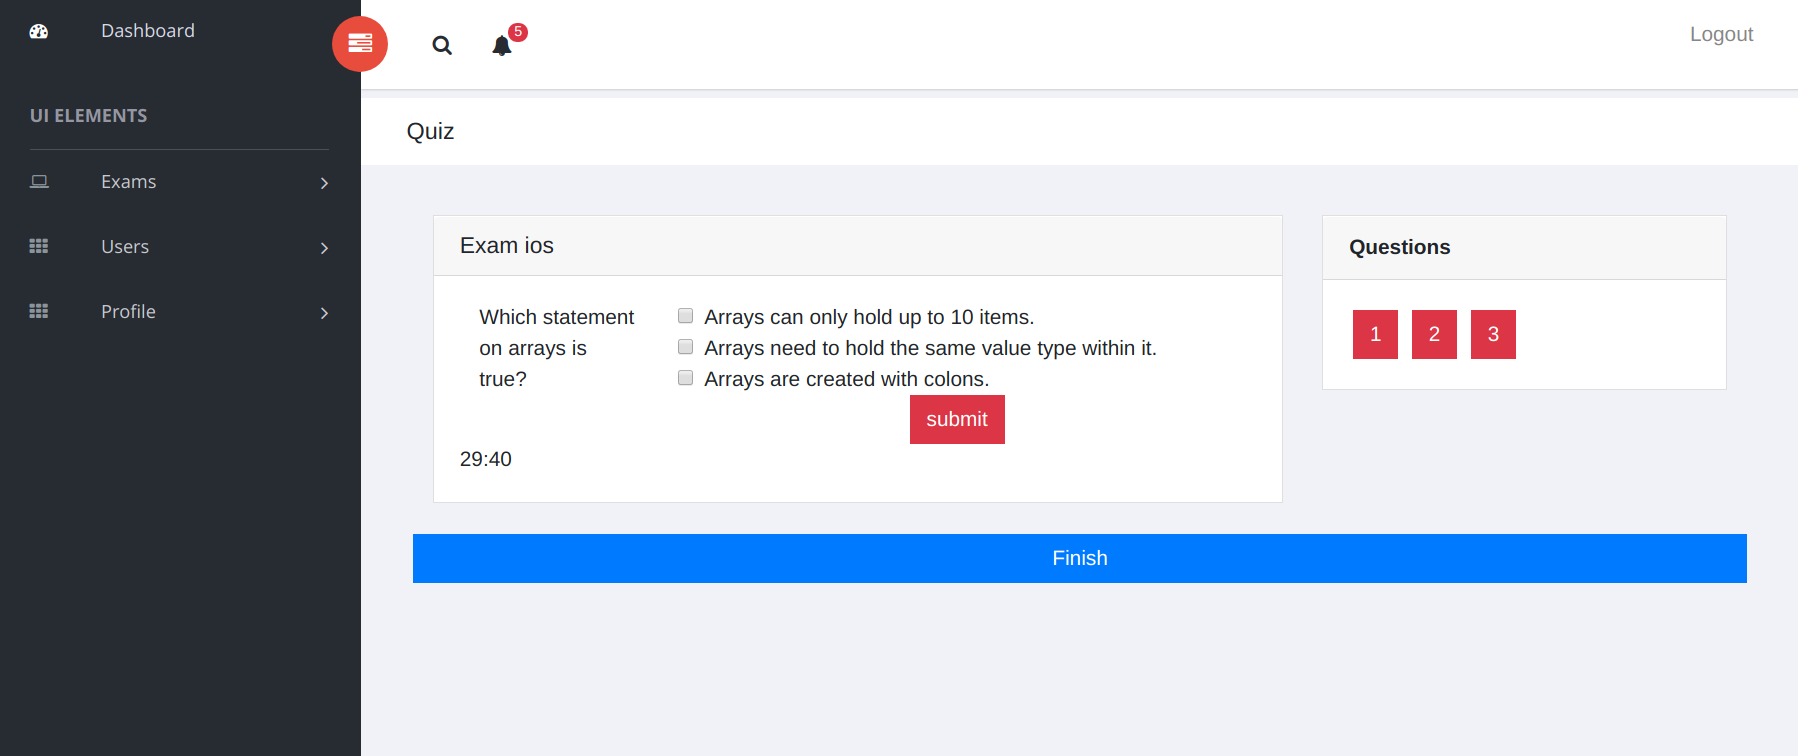 Dashboard
5
Logout
UI ELEMENTS
Quiz
Exams
Users
Profile
Exam ios
Which statement
on arrays is
true?
Arrays can only hold up to 10 items.
Arrays need to hold the same value type within it.
Arrays are created with colons.
submit
29:40
Questions
1 2 3
Finish